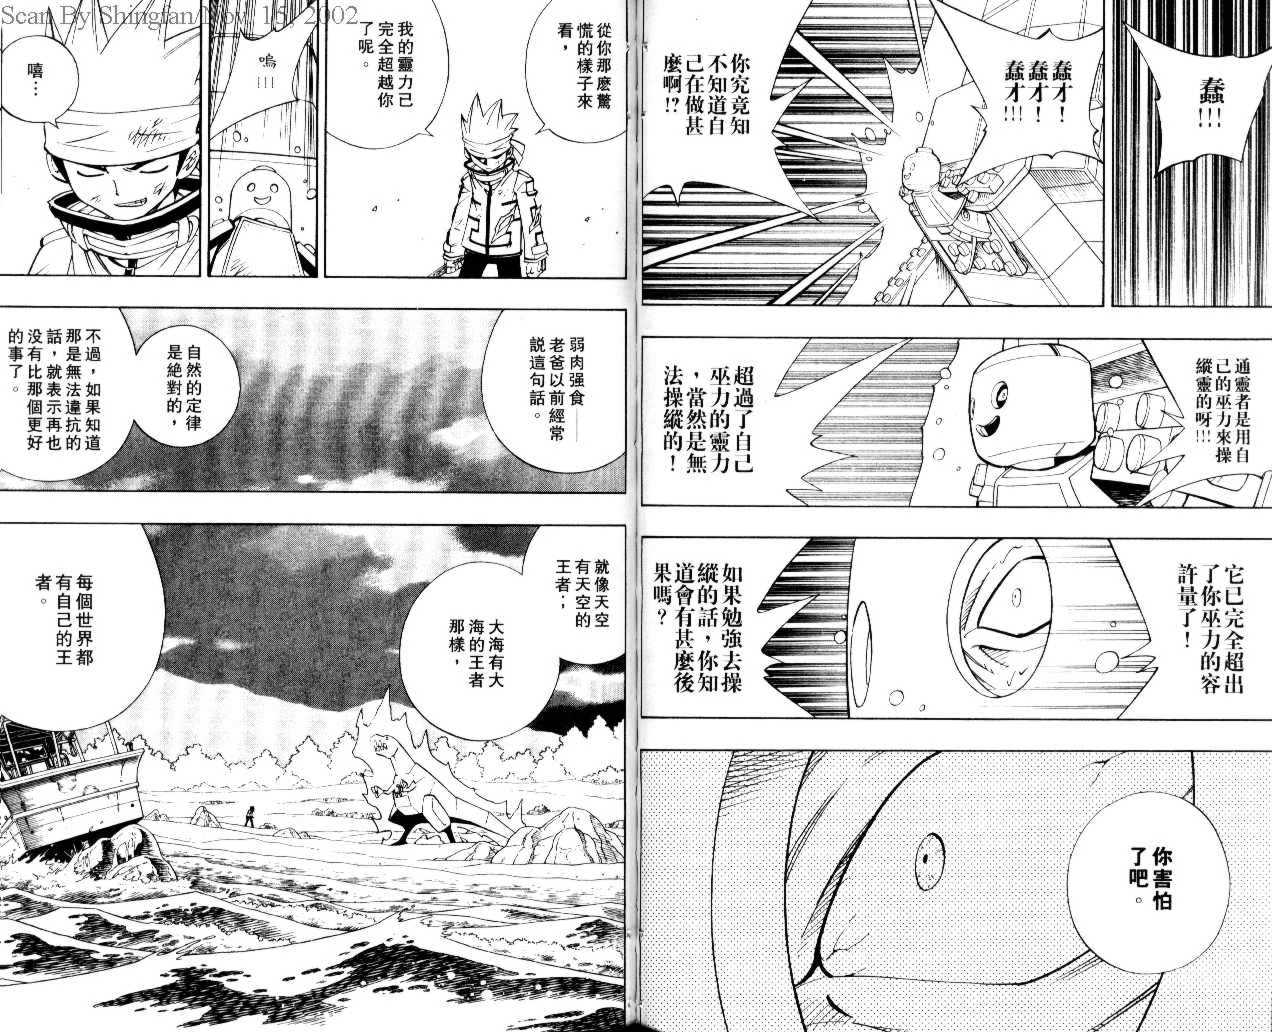 Scan By Shingfan Nov. 15, 2002
蠢!!!
蠢才!
蠢才!
蠢才!!!
你究竟知
不知道自
己在做甚
麼啊!?
通靈者是用自
己的巫力來操
縱靈的呀!!!
超過了自己
巫力的靈力
，當然是無
法操縱的!
它已完全超出
了你巫力的容
許量了!
如果勉強去操
縱的話，你知
道會有甚麼後
果嗎?
你害怕
了吧。
從你那麼驚
慌的樣子來
看，
我的靈力已
完全超越你
了呢。
嗚!!!
嘻…
弱肉强食——
老爸以前經常
説這句話。
自然的定律
是絶對的，
不過，如果知道
那是無法違抗的
話，就表示再也
没有比那個更好
的事了。
就像天空
有天空的
王者；
大海有大
海的王者
那樣，
每個世界都
有自己的王
者。